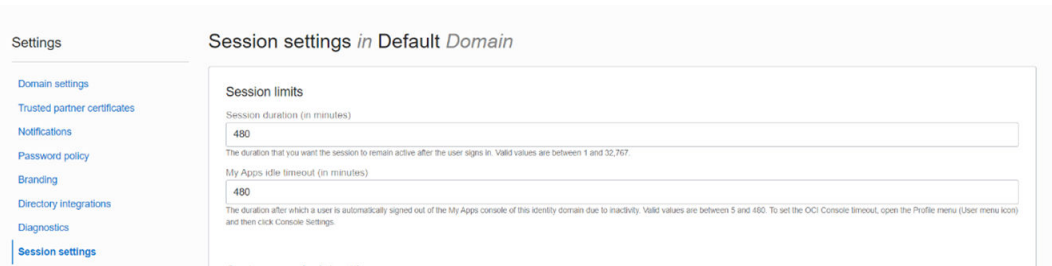 Settings
Domain settings
Trusted partner certificates
Notifications
Password policy
Branding
Directory integrations
Diagnostics
Session settings
Session settings in Default Domain
Session limits
Session duration (in minutes)
480
The duration that you want the session to remain active after the user signs in. Valid values are between 1 and 32,767.
My Apps idle timeout (in minutes)
480
The duration after which a user is automatically signed out of the My Apps console of this identity domain due to inactivity. Valid values are between 5 and 480. To set the OCI Console timeout, open the Profile menu (User menu icon)
and then click Console Settings.